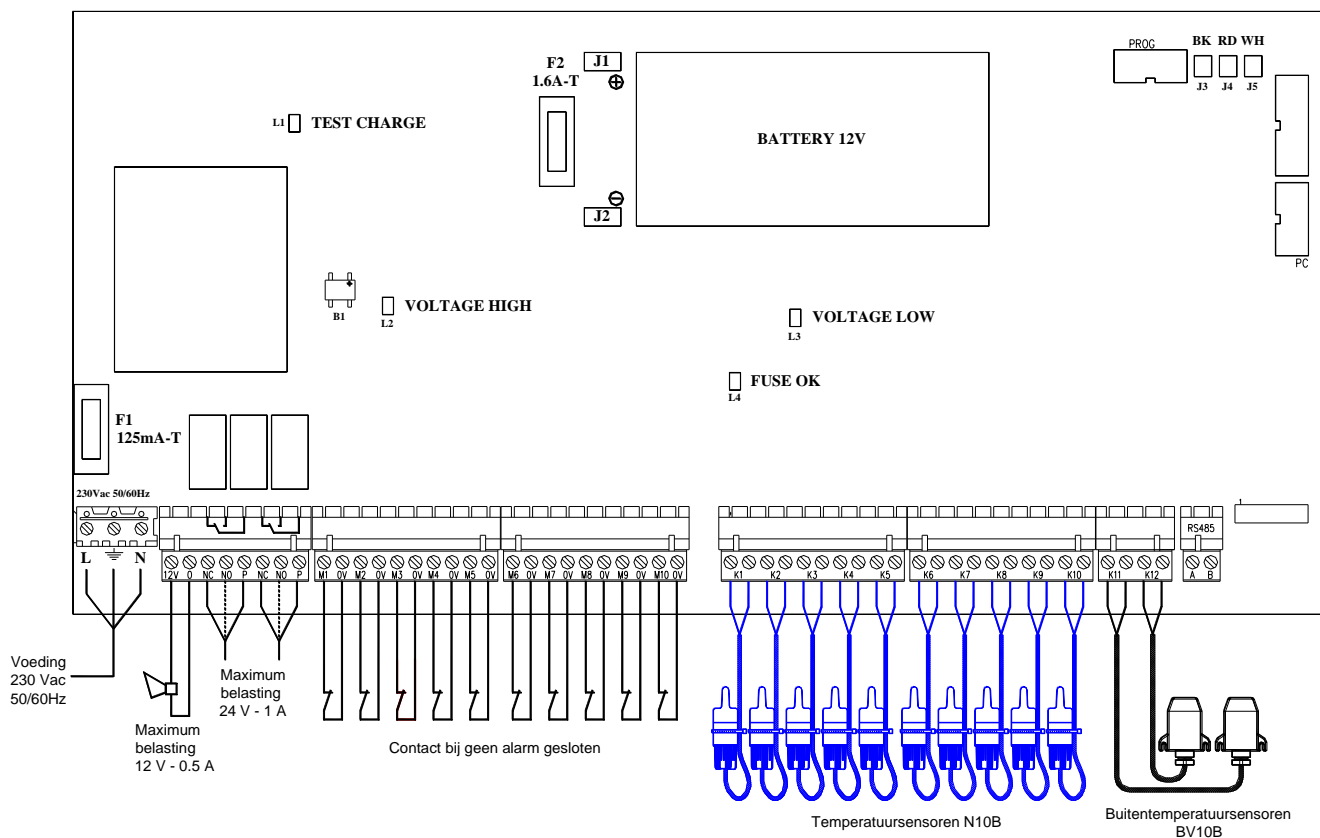 BK RD WH
PROG
J3 J4 J5
F2
1.6A-T
J1
J2
BATTERY 12V
L1 TEST CHARGE
PC
B1
L2
VOLTAGE HIGH
L3
VOLTAGE LOW
L4
FUSE OK
F1
125mA-T
230Vac 50/60Hz
L N
12V 0 NC NO P NC NO P
M1 0V M2 0V M3 0V M4 0V M5 0V
M6 0V M7 0V M8 0V M9 0V M10 0V
K1 K2 K3 K4 K5
K6 K7 K8 K9 K10
K11 K12
RS485
A B
1
Voeding
230 Vac
50/60Hz
Maximum
belasting
12 V - 0.5 A
Maximum
belasting
24 V - 1 A
Contact bij geen alarm gesloten
Temperatuursensoren N10B
Buitentemperatuursensoren
BV10B